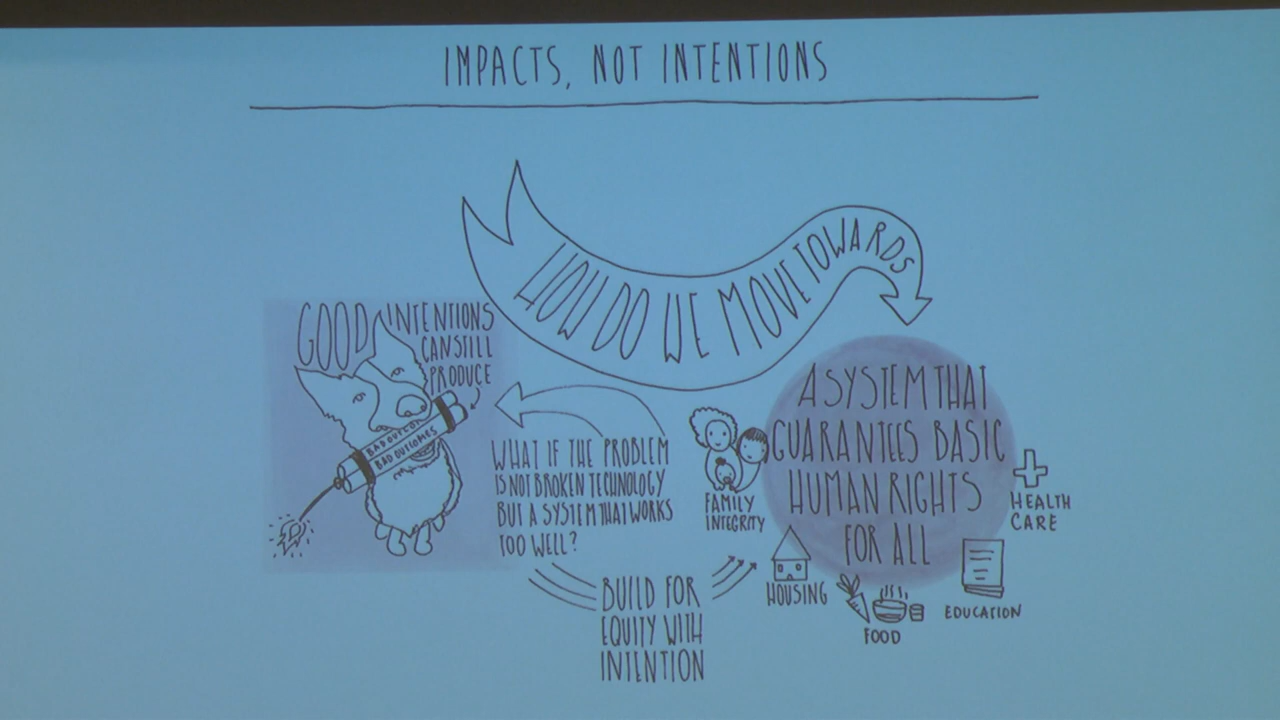 IMPACTS, NOT INTENTIONS
HOW DO WE MOVE TOWARDS
GOOD INTENTIONS
CAN STILL
PRODUCE
BAD OUTCOMES
WHAT IF THE PROBLEM
IS NOT BROKEN TECHNOLOGY
BUT A SYSTEM THAT WORKS
TOO WELL?
BUILD FOR
EQUITY WITH
INTENTION
A SYSTEM THAT
GUARANTEES BASIC
HUMAN RIGHTS
FOR ALL
FAMILY
INTEGRITY
HOUSING
FOOD
EDUCATION
HEALTH
CARE